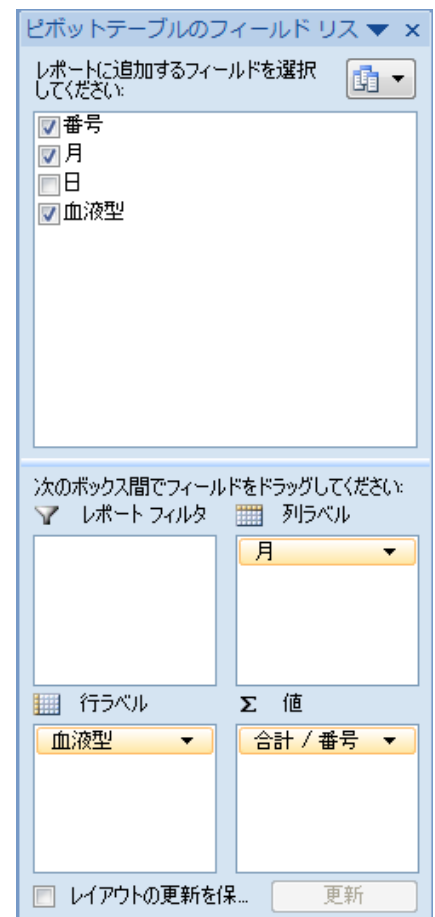 ピボットテーブルのフィールド リス
レポートに追加するフィールドを選択
してください:
番号
月
日
血液型
次のボックス間でフィールドをドラッグしてください:
レポート フィルタ
列ラベル
月
行ラベル
Σ 値
血液型
合計 / 番号
レイアウトの更新を保...
更新